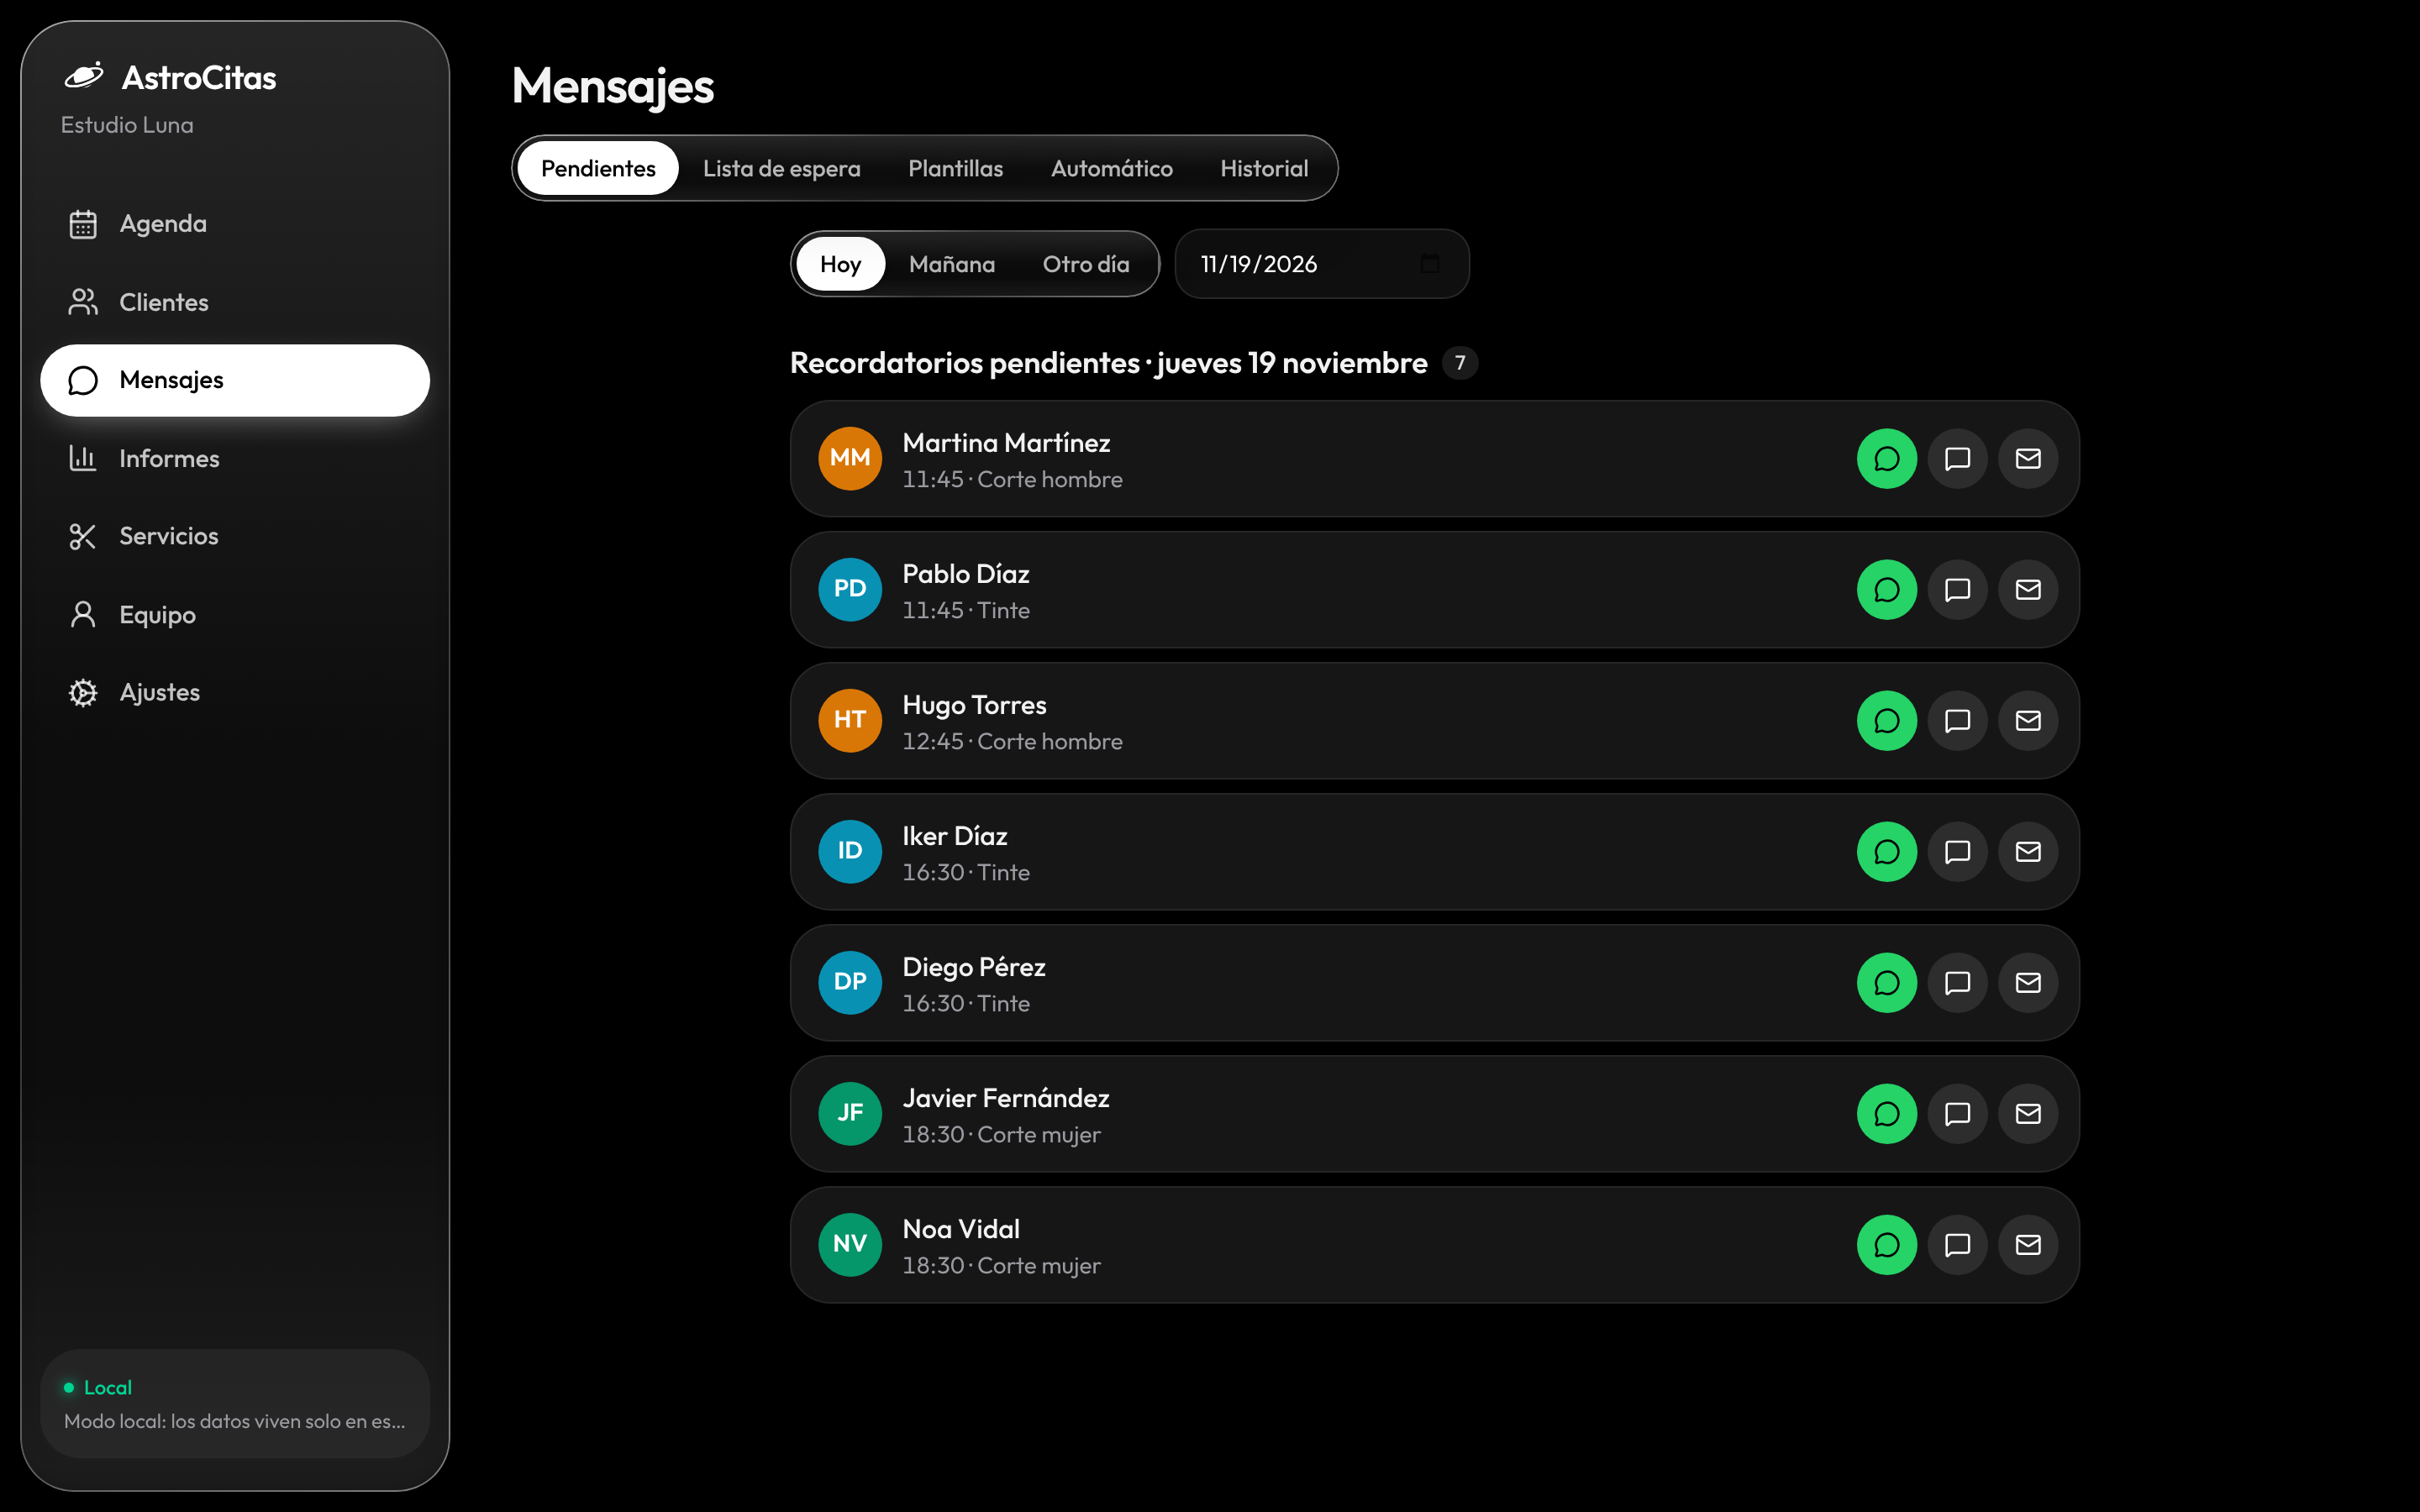 AstroCitas
Estudio Luna
Agenda
Clientes
Mensajes
Informes
Servicios
Equipo
Ajustes
Local
Modo local: los datos viven solo en es...
Mensajes
Pendientes Lista de espera Plantillas Automático Historial
Hoy Mañana Otro día 11/19/2026
Recordatorios pendientes · jueves 19 noviembre 7
MM Martina Martínez
11:45 · Corte hombre
PD Pablo Díaz
11:45 · Tinte
HT Hugo Torres
12:45 · Corte hombre
ID Iker Díaz
16:30 · Tinte
DP Diego Pérez
16:30 · Tinte
JF Javier Fernández
18:30 · Corte mujer
NV Noa Vidal
18:30 · Corte mujer